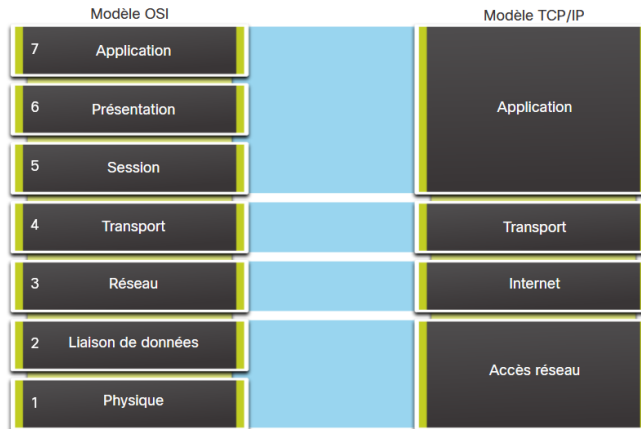 Modèle OSI
Modèle TCP/IP
7 Application
6 Présentation
5 Session
Application
4 Transport
Transport
3 Réseau
Internet
2 Liaison de données
1 Physique
Accès réseau